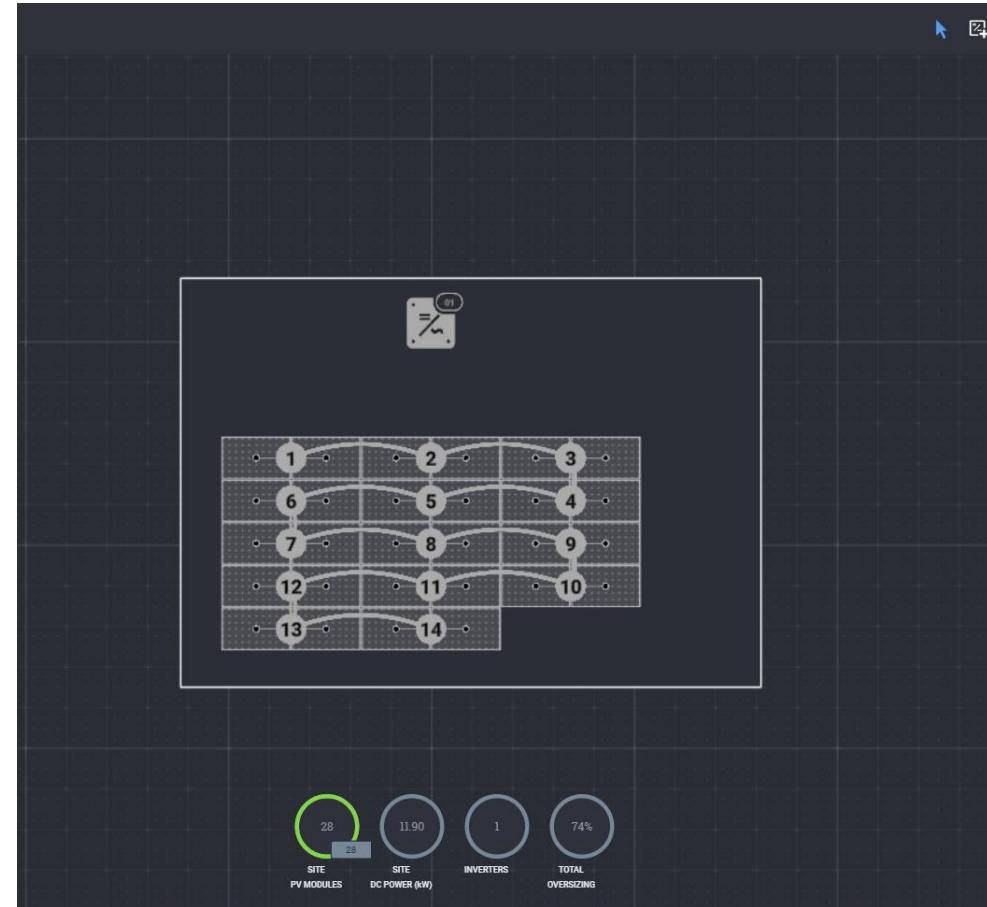 01
1 2 3
6 5 4
7 8 9
12 11 10
13 14
28 11.90 1 74%
28
SITE SITE INVERTERS TOTAL
PV MODULES DC POWER (kW) OVERSIZING